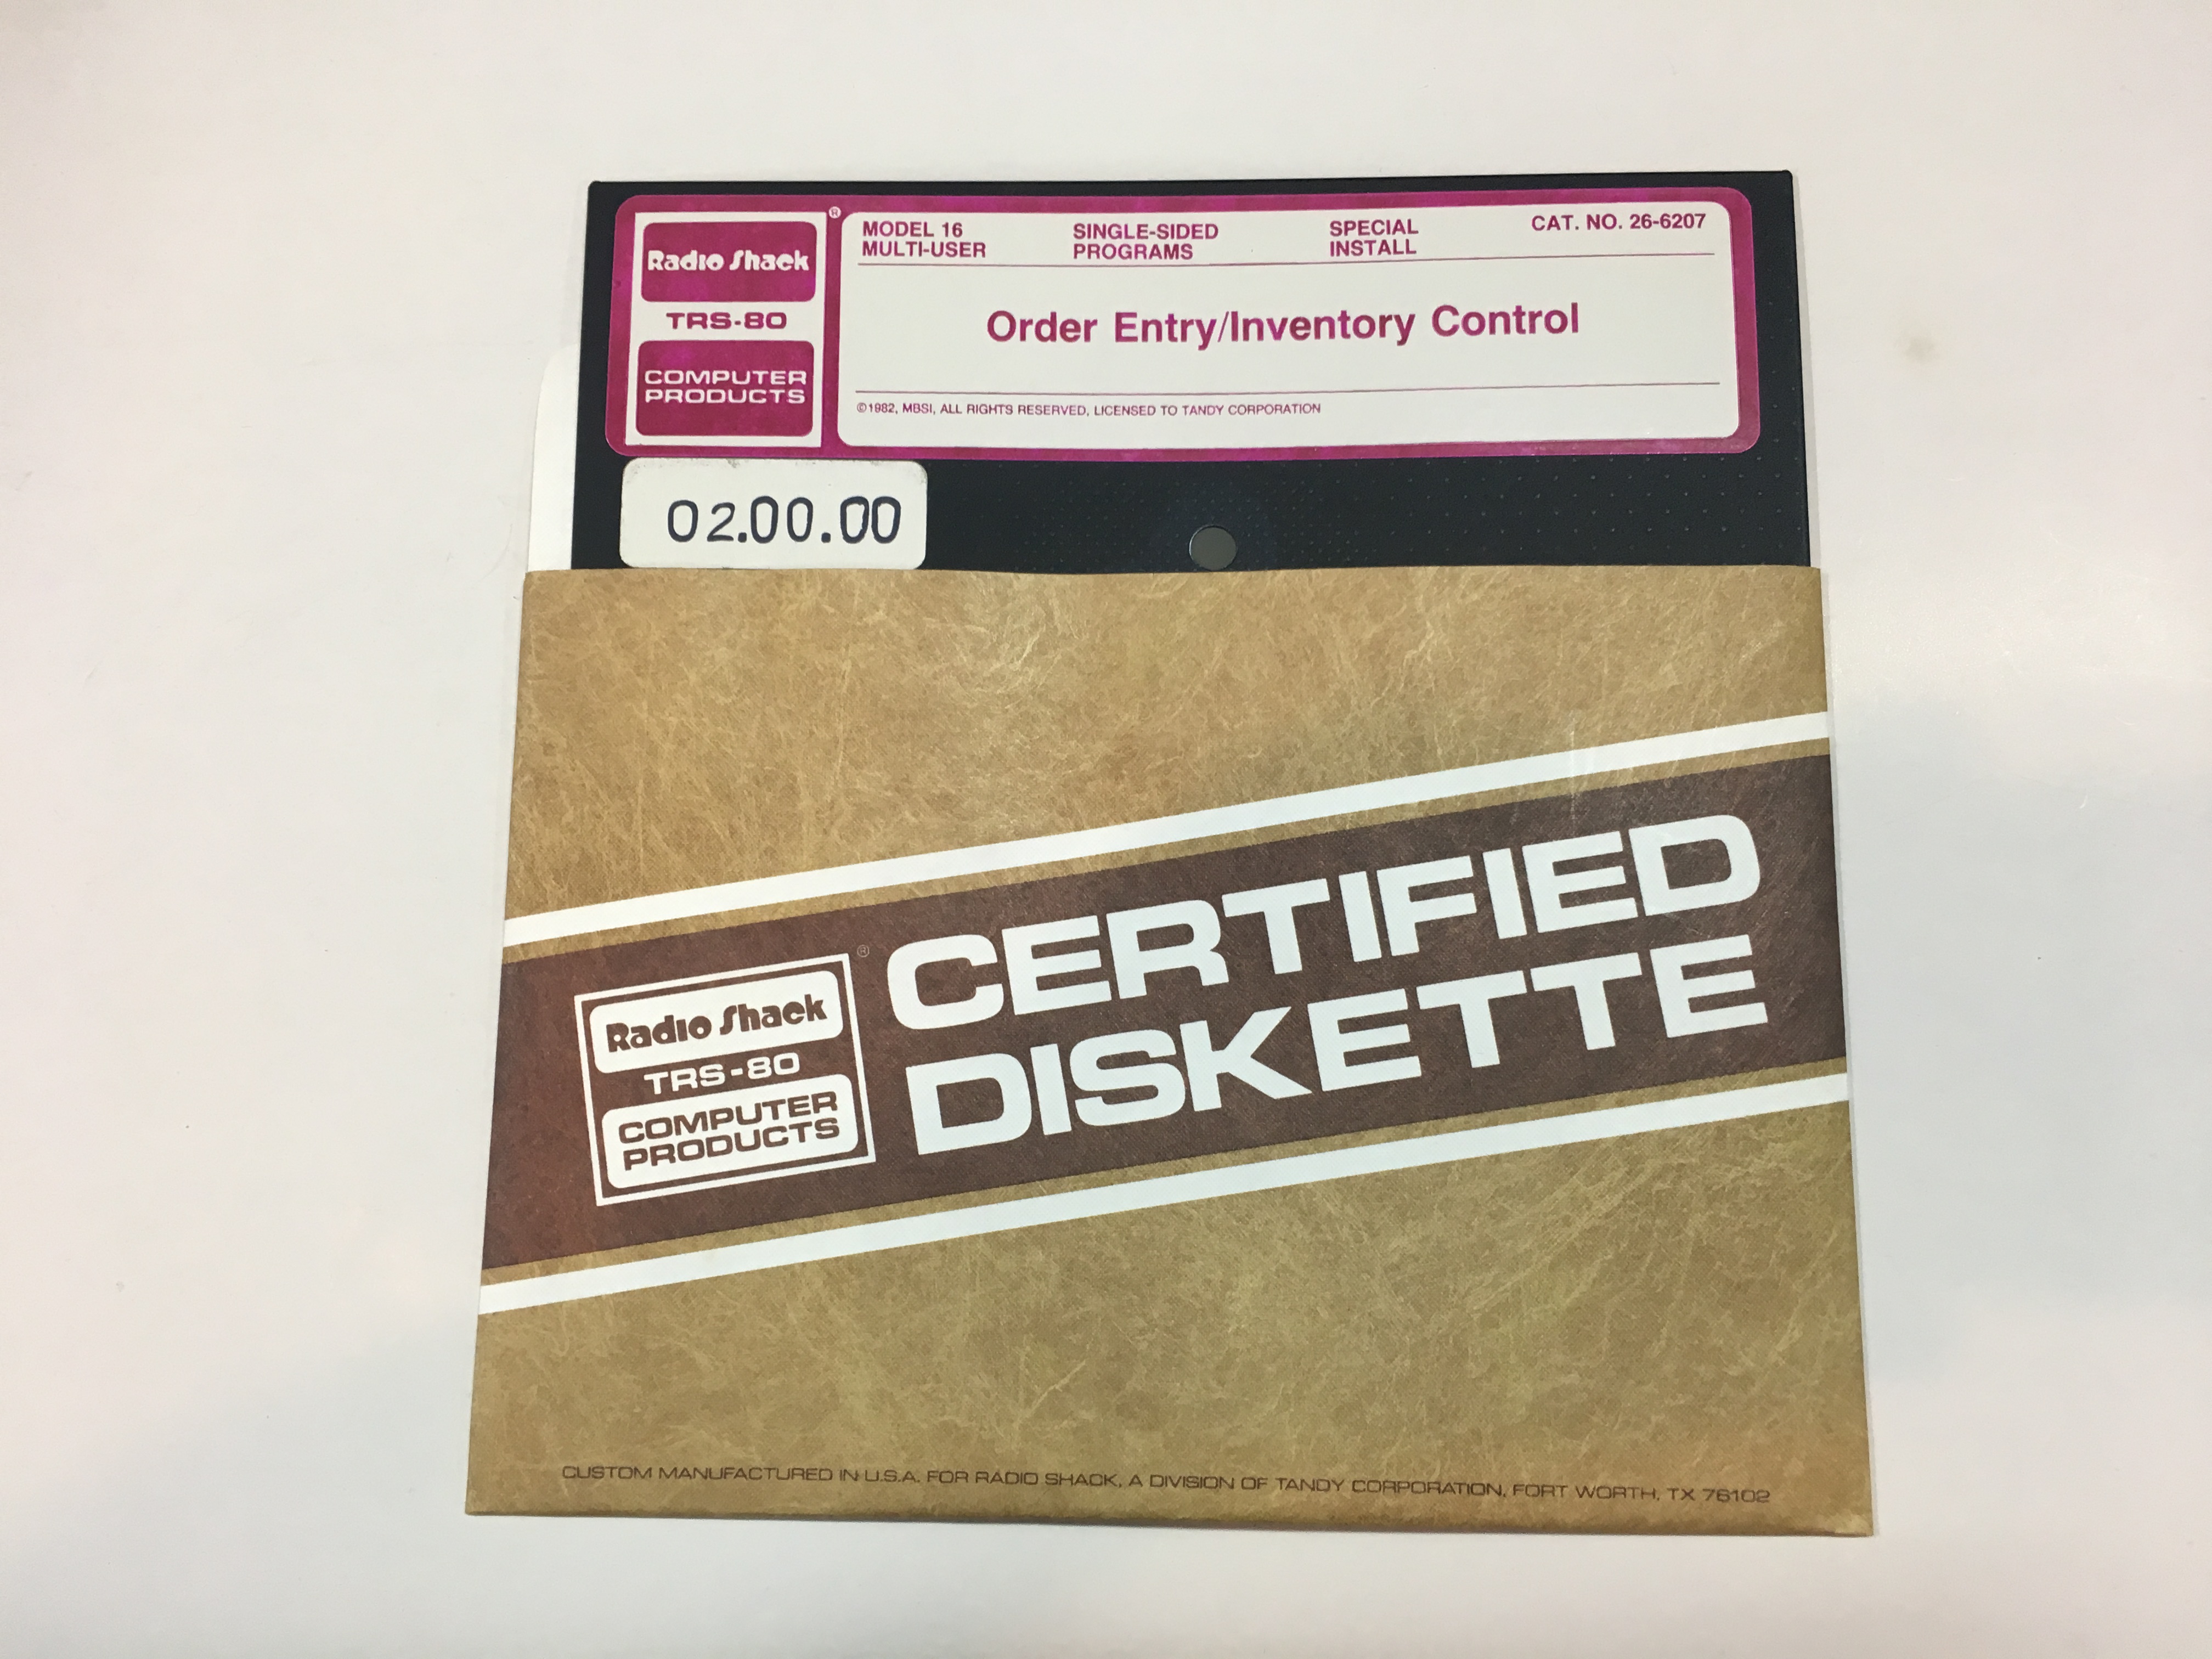 Radio Shack®
TRS-80
COMPUTER
PRODUCTS
MODEL 16
MULTI-USER
SINGLE-SIDED
PROGRAMS
SPECIAL
INSTALL
CAT. NO. 26-6207
Order Entry/Inventory Control
©1982, MBSI, ALL RIGHTS RESERVED, LICENSED TO TANDY CORPORATION
02.00.00
Radio Shack®
TRS-80
COMPUTER
PRODUCTS
CERTIFIED
DISKETTE
CUSTOM MANUFACTURED IN U.S.A. FOR RADIO SHACK, A DIVISION OF TANDY CORPORATION, FORT WORTH, TX 76102